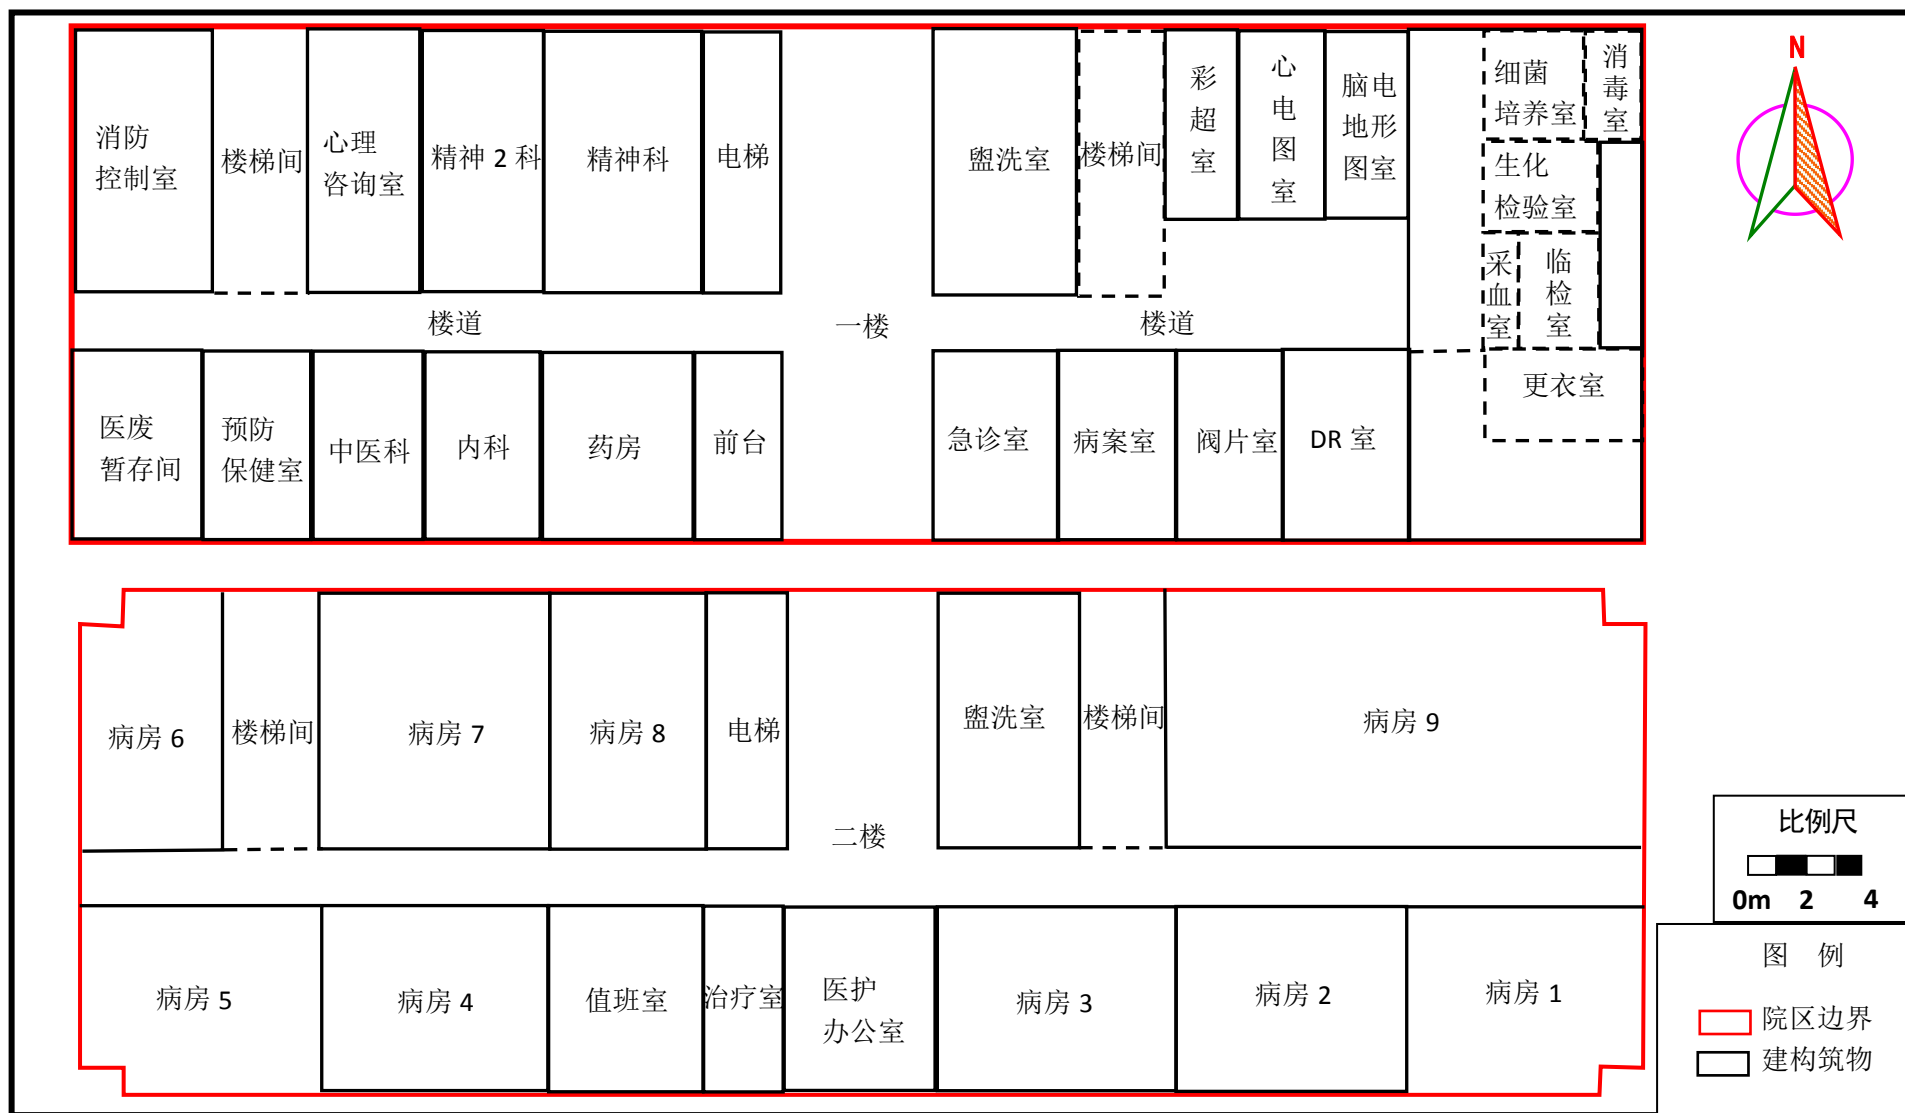 消防
控制室
楼梯间
心理
咨询室
精神 2 科
精神科
电梯
盥洗室
楼梯间
彩
超
室
心
电
图
室
脑电
地形
图室
细菌
培养室
消
毒
室
生化
检验室
采
血
室
临
检
室
更衣室
N
楼道
一楼
楼道
医废
暂存间
预防
保健室
中医科
内科
药房
前台
急诊室
病案室
阀片室
DR 室
病房 6
楼梯间
病房 7
病房 8
电梯
盥洗室
楼梯间
病房 9
二楼
病房 5
病房 4
值班室
治疗室
医护
办公室
病房 3
病房 2
病房 1
比例尺
0m 2 4
图 例
院区边界
建构筑物